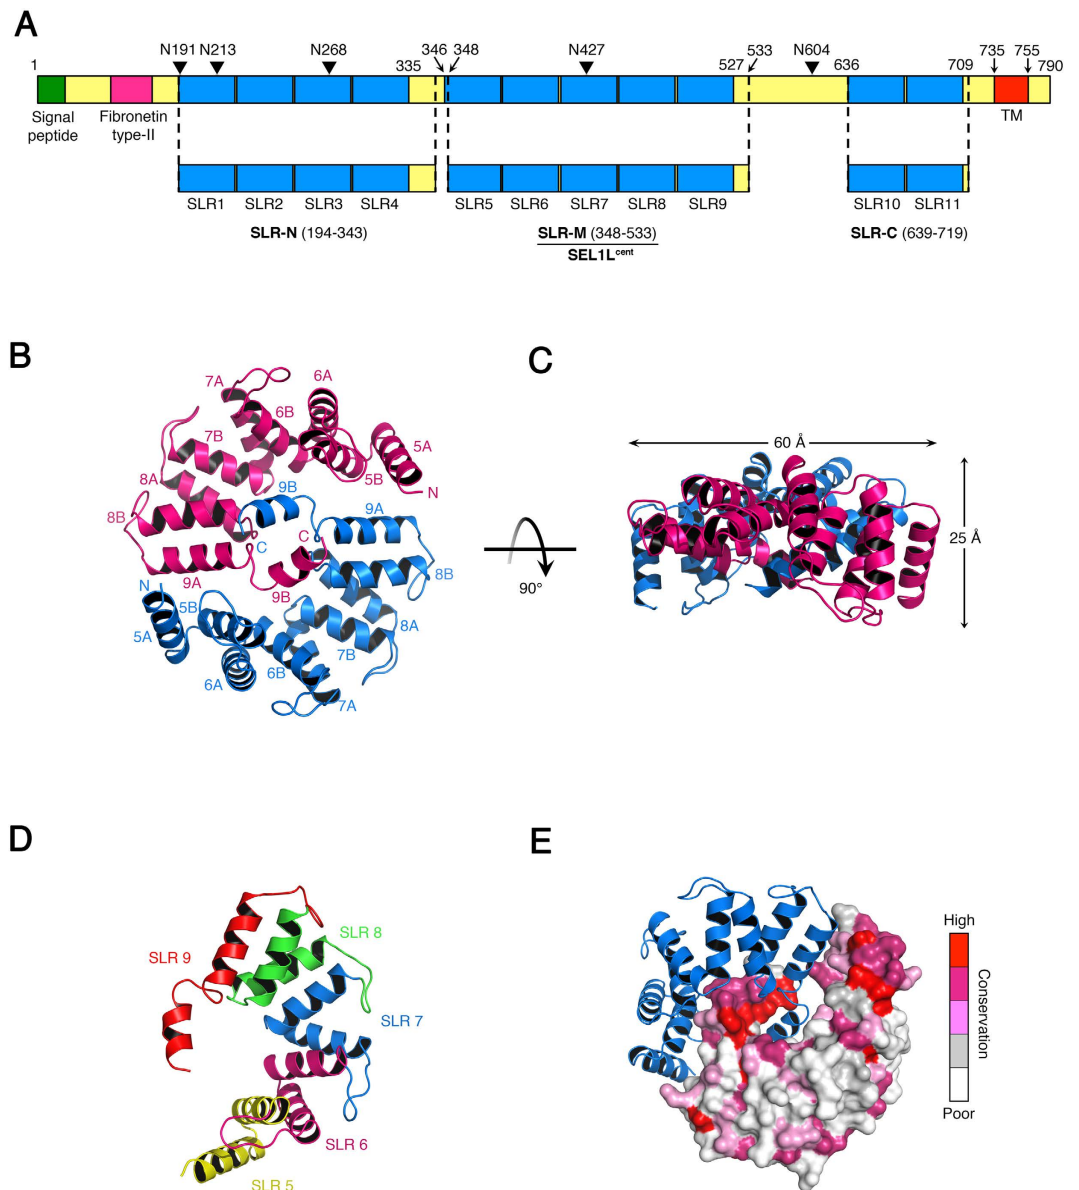 A
1
N191
N213
N268
335
346
348
N427
527
533
N604
636
709
735
755
790
Signal
peptide
Fibronetin
type-II
TM
SLR1
SLR2
SLR3
SLR4
SLR5
SLR6
SLR7
SLR8
SLR9
SLR10
SLR11
SLR-N (194-343)
SLR-M (348-533)
SEL1Lcent
SLR-C (639-719)
B
7A
6A
6B
5A
7B
5B
N
8A
9B
9A
8B
C
C
8B
9A
9B
N
5B
8A
5A
7B
6B
6A
7A
90°
C
60 Å
25 Å
D
SLR 8
SLR 9
SLR 7
SLR 6
SLR 5
E
High
Conservation
Poor